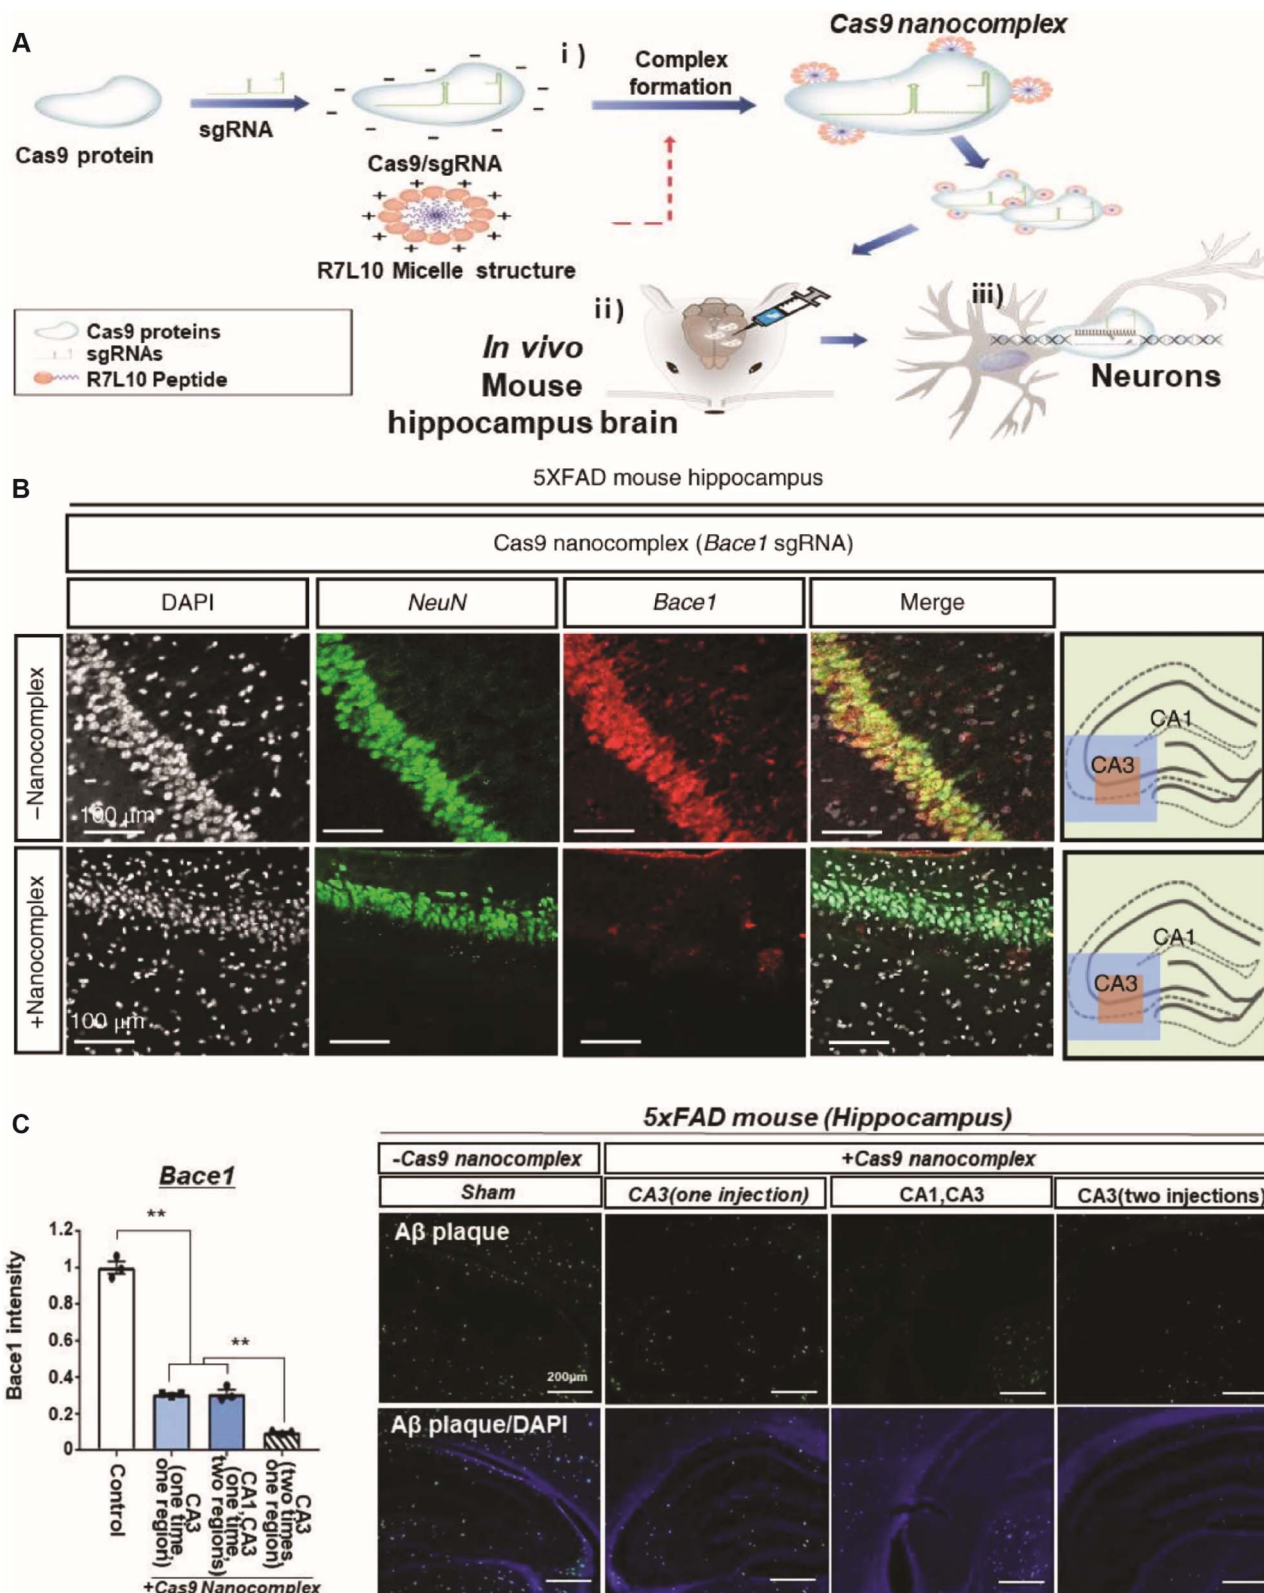 A
Cas9 protein
sgRNA
Cas9/sgRNA
R7L10 Micelle structure
i )
Complex
formation
Cas9 nanocomplex
Cas9 proteins
sgRNAs
R7L10 Peptide
ii )
In vivo
Mouse
hippocampus brain
iii)
Neurons
B
5XFAD mouse hippocampus
Cas9 nanocomplex (Bace1 sgRNA)
DAPI
NeuN
Bace1
Merge
–Nanocomplex
100 µm
CA1
CA3
+Nanocomplex
100 µm
CA1
CA3
C
Bace1
Bace1 intensity
1.2
1
0.8
0.6
0.4
0.2
0
**
**
Control
CA3
(one time,
one region)
CA1,CA3
(one time,
two regions)
CA3
(two times,
one region)
+Cas9 Nanocomplex
5xFAD mouse (Hippocampus)
-Cas9 nanocomplex
+Cas9 nanocomplex
Sham
CA3(one injection)
CA1,CA3
CA3(two injections)
Aβ plaque
200µm
Aβ plaque/DAPI